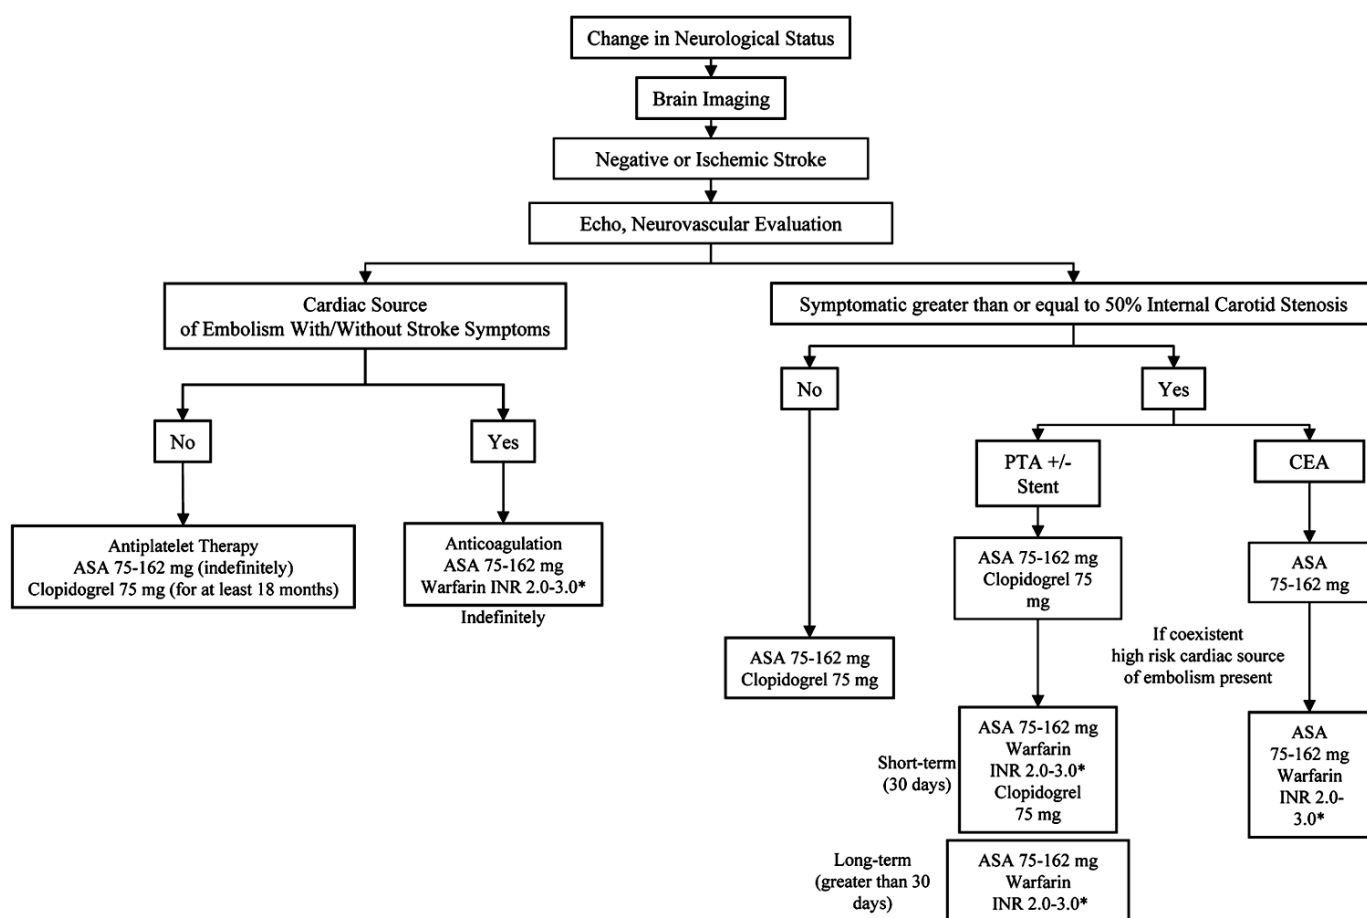 Change in Neurological Status
Brain Imaging
Negative or Ischemic Stroke
Echo, Neurovascular Evaluation
Cardiac Source
of Embolism With/Without Stroke Symptoms
No
Yes
Antiplatelet Therapy
ASA 75-162 mg (indefinitely)
Clopidogrel 75 mg (for at least 18 months)
Anticoagulation
ASA 75-162 mg
Warfarin INR 2.0-3.0*
Indefinitely
Symptomatic greater than or equal to 50% Internal Carotid Stenosis
No
Yes
ASA 75-162 mg
Clopidogrel 75 mg
PTA +/-
Stent
CEA
ASA 75-162 mg
Clopidogrel 75
mg
ASA
75-162 mg
If coexistent
high risk cardiac source
of embolism present
Short-term
(30 days)
ASA 75-162 mg
Warfarin
INR 2.0-3.0*
Clopidogrel
75 mg
ASA
75-162 mg
Warfarin
INR 2.0-
3.0*
Long-term
(greater than 30
days)
ASA 75-162 mg
Warfarin
INR 2.0-3.0*